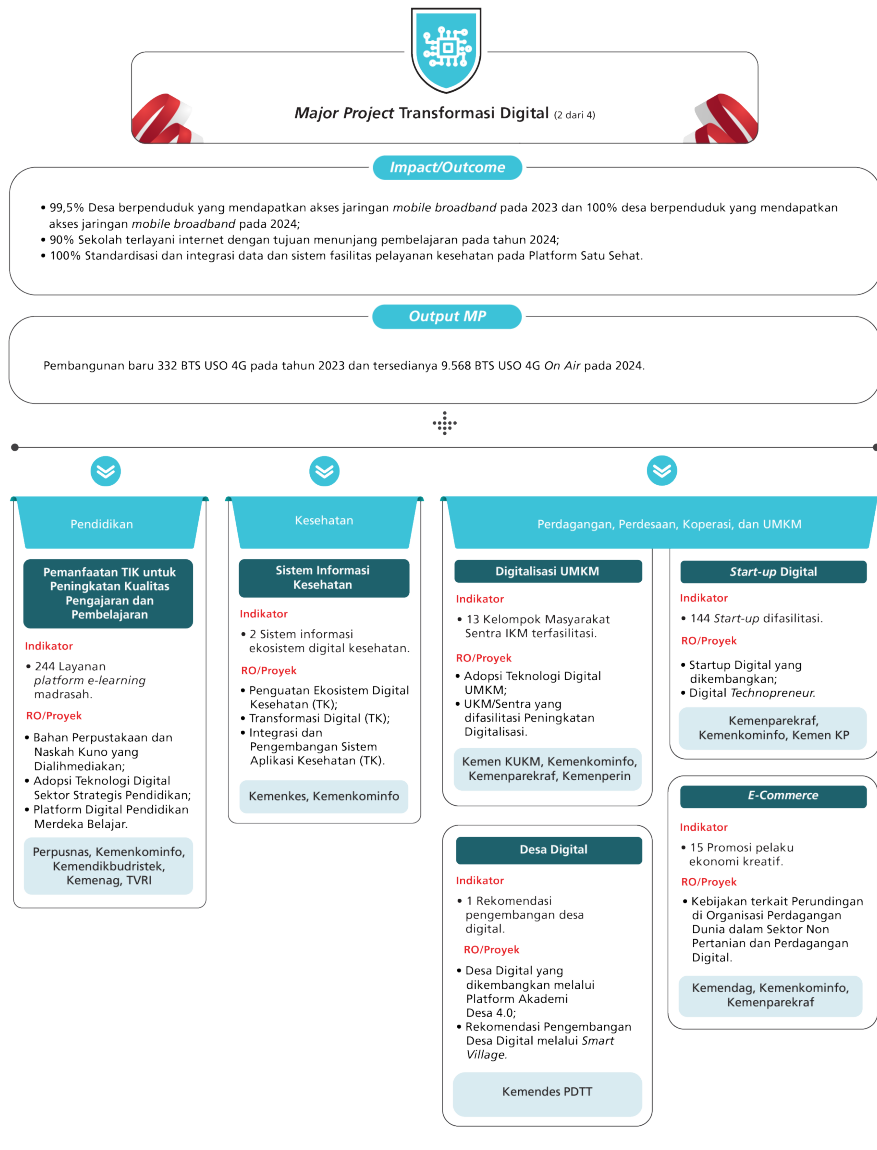 Major Project Transformasi Digital (2 dari 4)
Impact/Outcome
• 99,5% Desa berpenduduk yang mendapatkan akses jaringan mobile broadband pada 2023 dan 100% desa berpenduduk yang mendapatkan
akses jaringan mobile broadband pada 2024;
• 90% Sekolah terlayani internet dengan tujuan menunjang pembelajaran pada tahun 2024;
• 100% Standardisasi dan integrasi data dan sistem fasilitas pelayanan kesehatan pada Platform Satu Sehat.
Output MP
Pembangunan baru 332 BTS USO 4G pada tahun 2023 dan tersedianya 9.568 BTS USO 4G On Air pada 2024.
Pendidikan
Pemanfaatan TIK untuk
Peningkatan Kualitas
Pengajaran dan
Pembelajaran
Indikator
• 244 Layanan
platform e-learning
madrasah.
RO/Proyek
• Bahan Perpustakaan dan
Naskah Kuno yang
Dialihmediakan;
• Adopsi Teknologi Digital
Sektor Strategis Pendidikan;
• Platform Digital Pendidikan
Merdeka Belajar.
Perpusnas, Kemenkominfo,
Kemendikbudristek,
Kemenag, TVRI
Kesehatan
Sistem Informasi
Kesehatan
Indikator
• 2 Sistem informasi
ekosistem digital kesehatan.
RO/Proyek
• Penguatan Ekosistem Digital
Kesehatan (TK);
• Transformasi Digital (TK);
• Integrasi dan
Pengembangan Sistem
Aplikasi Kesehatan (TK).
Kemenkes, Kemenkominfo
Perdagangan, Perdesaan, Koperasi, dan UMKM
Digitalisasi UMKM
Indikator
• 13 Kelompok Masyarakat
Sentra IKM terfasilitasi.
RO/Proyek
• Adopsi Teknologi Digital
UMKM;
• UKM/Sentra yang
difasilitasi Peningkatan
Digitalisasi.
Kemen KUKM, Kemenkominfo,
Kemenparekraf, Kemenperin
Desa Digital
Indikator
• 1 Rekomendasi
pengembangan desa
digital.
RO/Proyek
• Desa Digital yang
dikembangkan melalui
Platform Akademi
Desa 4.0;
• Rekomendasi Pengembangan
Desa Digital melalui Smart
Village.
Kemendes PDTT
Start-up Digital
Indikator
• 144 Start-up difasilitasi.
RO/Proyek
• Startup Digital yang
dikembangkan;
• Digital Technopreneur.
Kemenparekraf,
Kemenkominfo, Kemen KP
E-Commerce
Indikator
• 15 Promosi pelaku
ekonomi kreatif.
RO/Proyek
• Kebijakan terkait Perundingan
di Organisasi Perdagangan
Dunia dalam Sektor Non
Pertanian dan Perdagangan
Digital.
Kemendag, Kemenkominfo,
Kemenparekraf